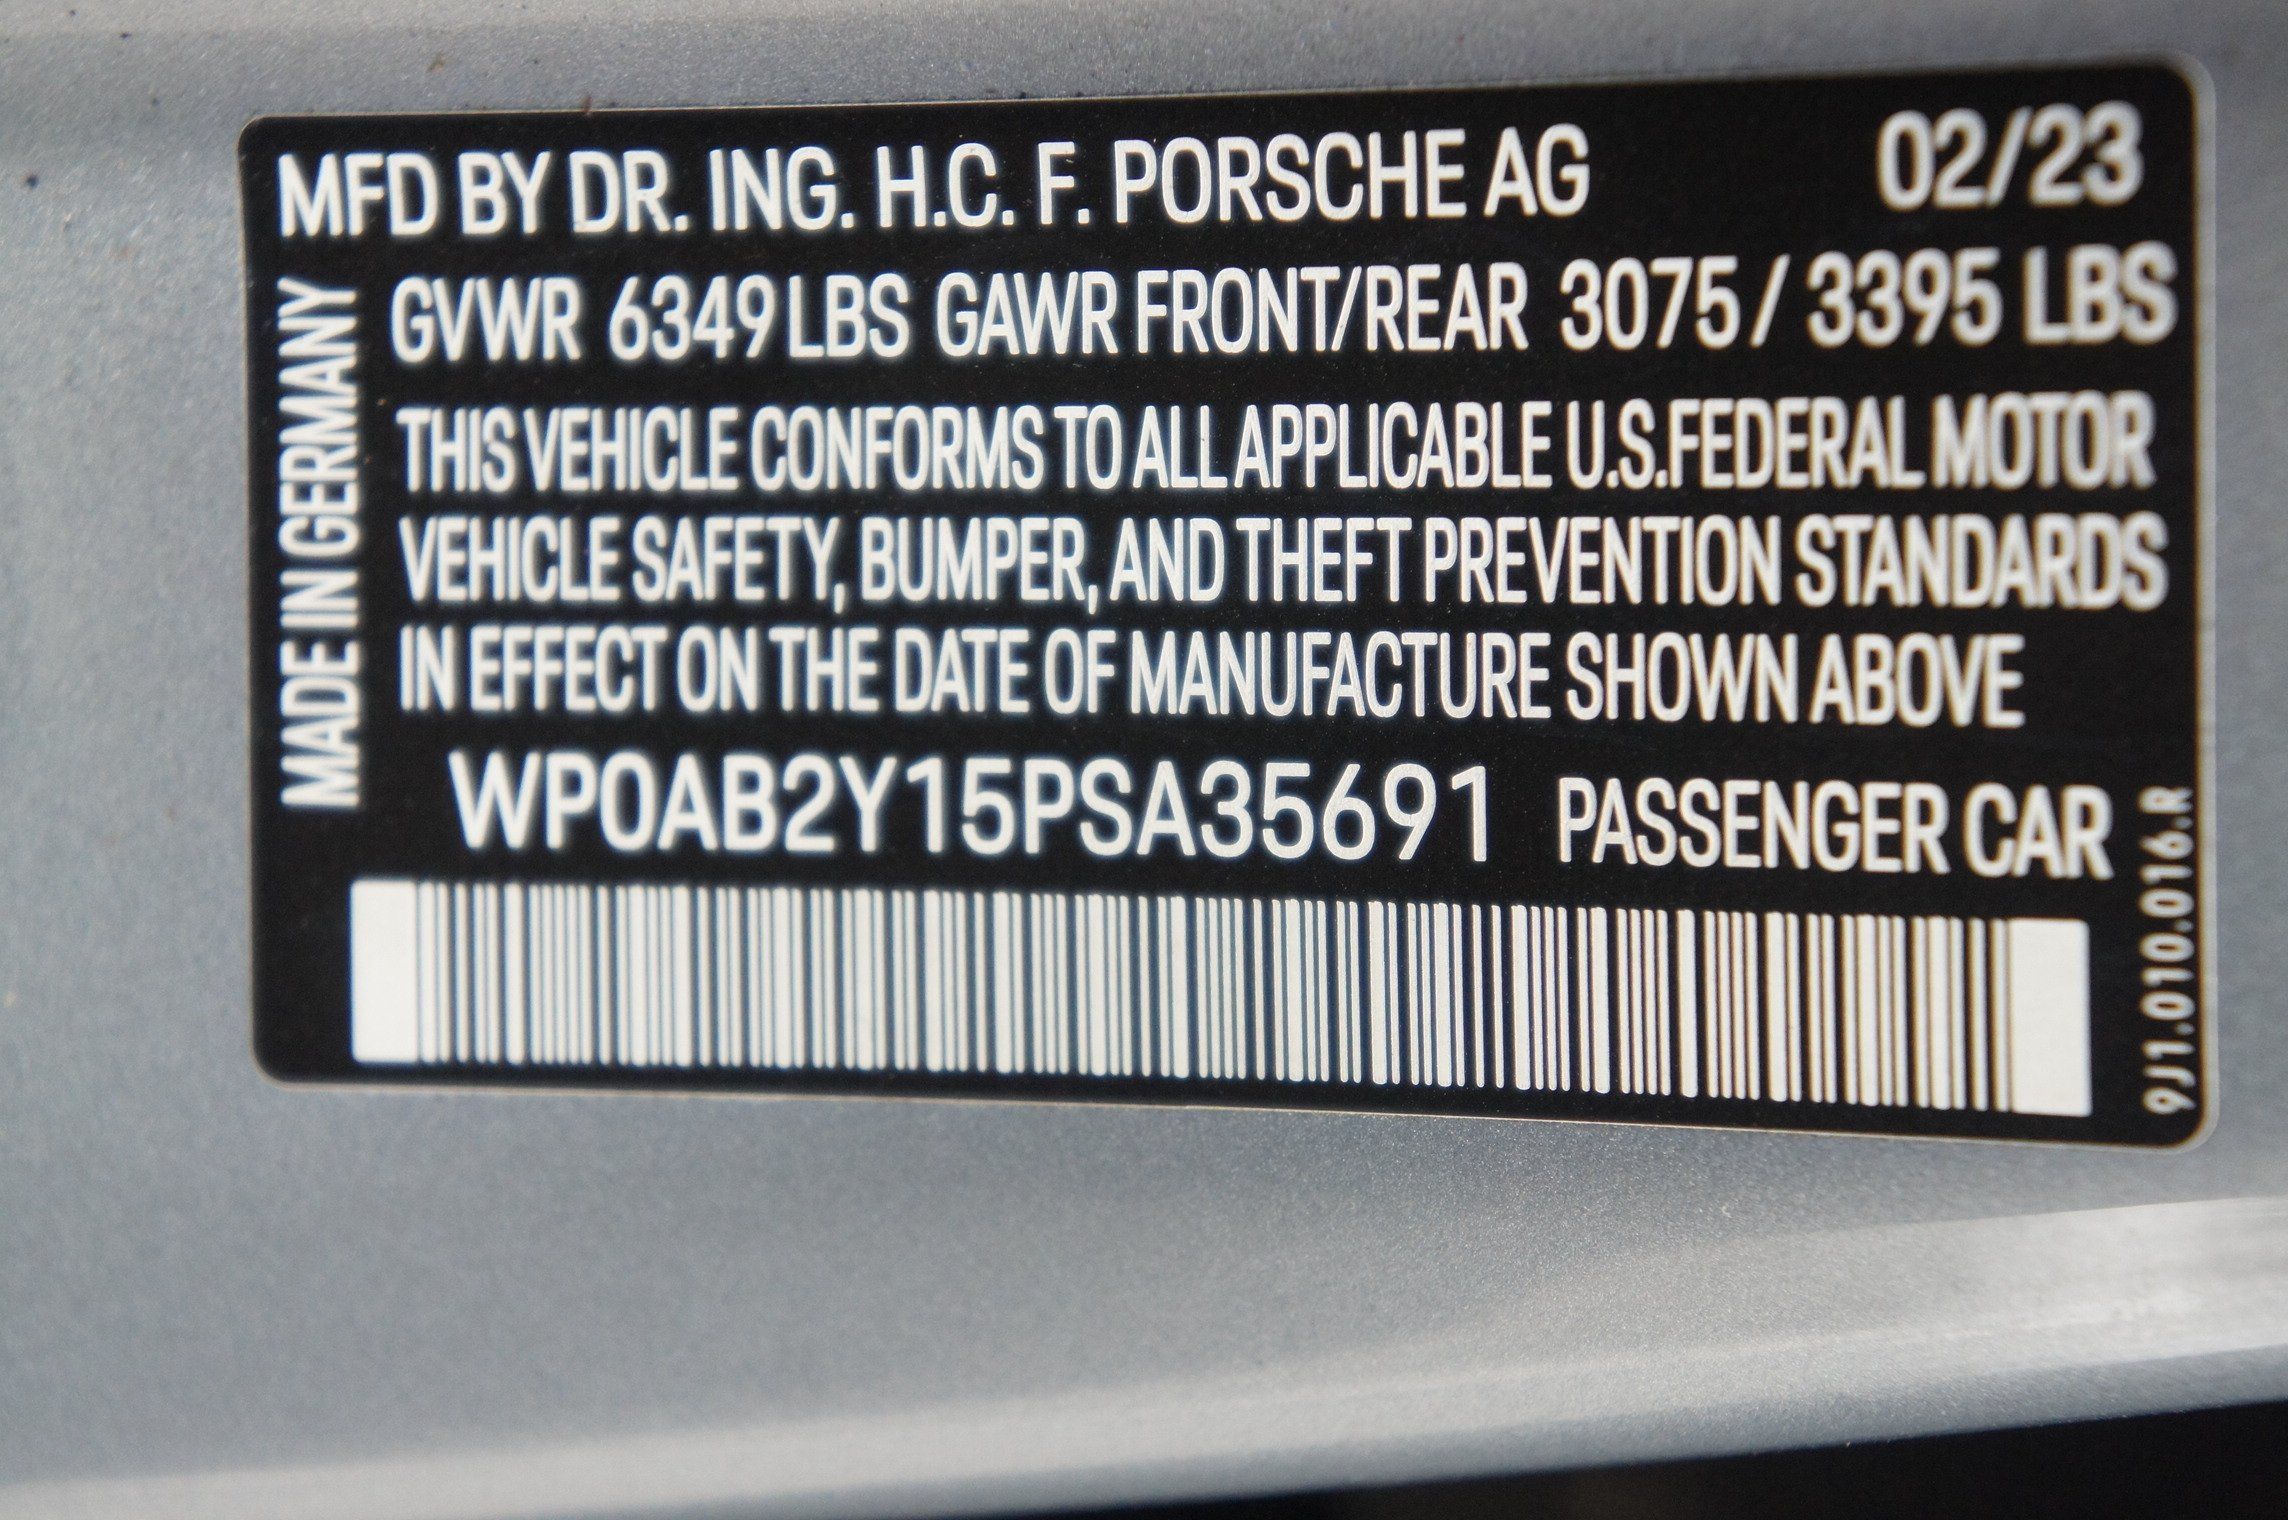 MFD BY DR. ING. H.C. F. PORSCHE AG 02/23
GVWR 6349 LBS GAWR FRONT/REAR 3075 / 3395 LBS
THIS VEHICLE CONFORMS TO ALL APPLICABLE U.S.FEDERAL MOTOR
VEHICLE SAFETY, BUMPER, AND THEFT PREVENTION STANDARDS
IN EFFECT ON THE DATE OF MANUFACTURE SHOWN ABOVE
MADE IN GERMANY
WP0AB2Y15PSA35691 PASSENGER CAR
9J1.010.016.R